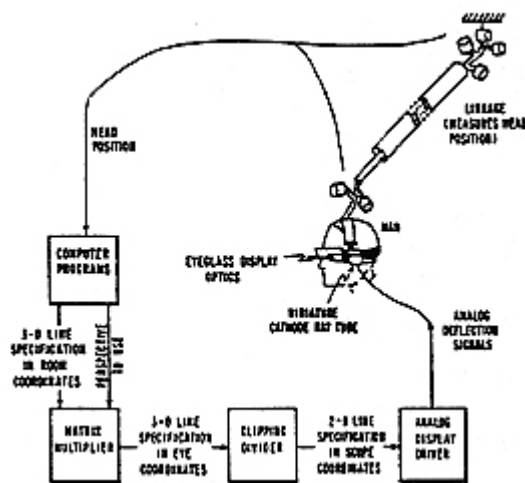 LINKAGE
(MEASURES HEAD
POSITION)
HEAD
POSITION
MAN
EYEGLASS DISPLAY
OPTICS
MINIATURE
CATHODE RAY TUBE
COMPUTER
PROGRAMS
ANALOG
DEFLECTION
SIGNALS
3-D LINE
SPECIFICATION
IN ROOM
COORDINATES
PERSPECTIVE
TO USE
MATRIX
MULTIPLIER
3-D LINE
SPECIFICATION
IN EYE
COORDINATES
CLIPPING
DIVIDER
2-D LINE
SPECIFICATION
IN SCOPE
COORDINATES
ANALOG
DISPLAY
DRIVER